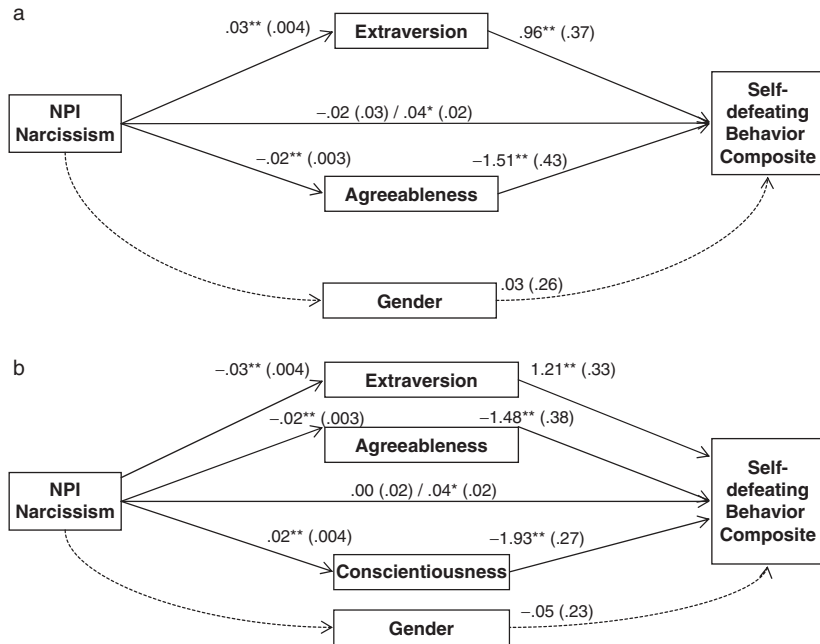 a
.03** (.004)
Extraversion
.96** (.37)
NPI
Narcissism
−.02 (.03) / .04* (.02)
Self-
defeating
Behavior
Composite
−.02** (.003)
Agreeableness
−1.51** (.43)
Gender
.03 (.26)
b
−.03** (.004)
Extraversion
1.21** (.33)
−.02** (.003)
Agreeableness
−1.48** (.38)
NPI
Narcissism
.00 (.02) / .04* (.02)
Self-
defeating
Behavior
Composite
.02** (.004)
Conscientiousness
−1.93** (.27)
Gender
−.05 (.23)